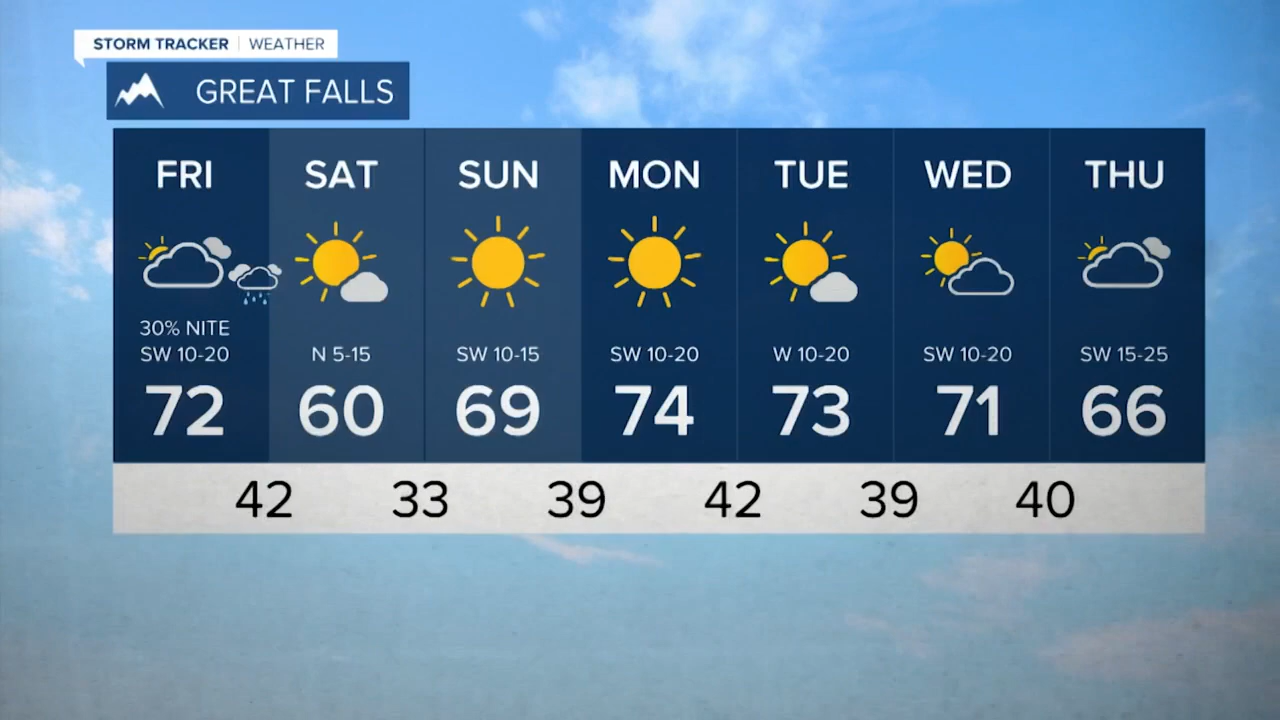 STORM TRACKER | WEATHER
GREAT FALLS
FRI SAT SUN MON TUE WED THU
30% NITE
SW 10-20 N 5-15 SW 10-15 SW 10-20 W 10-20 SW 10-20 SW 15-25
72 60 69 74 73 71 66
42 33 39 42 39 40